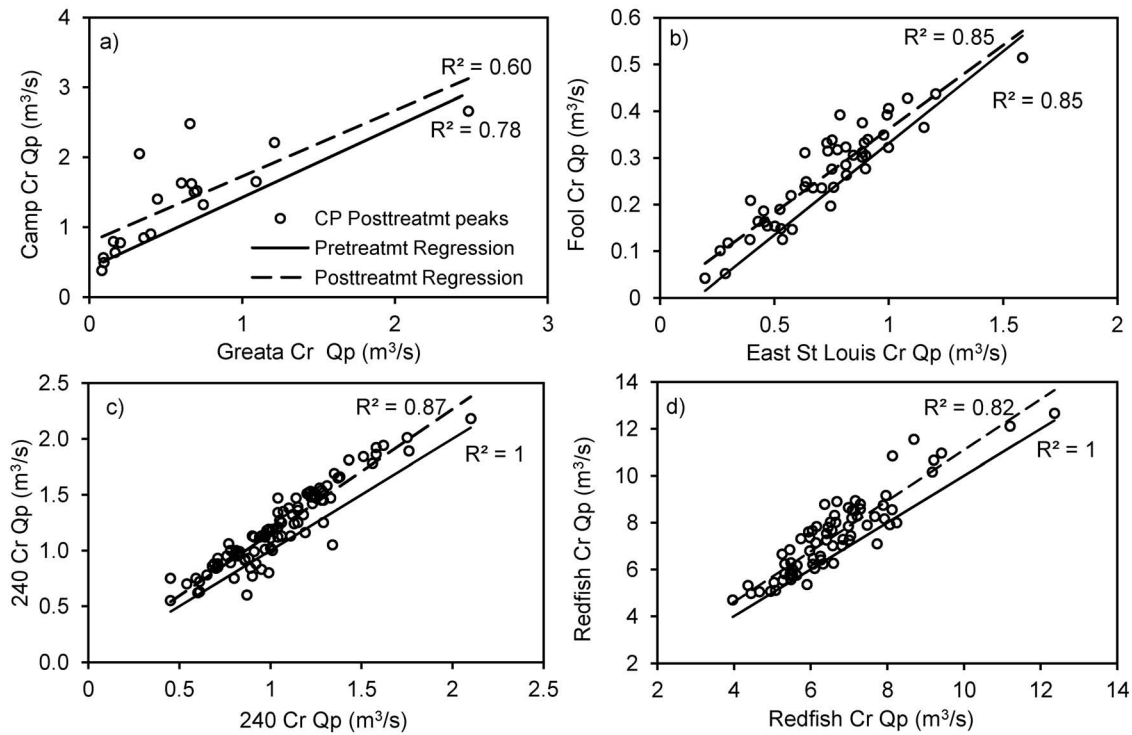 a)
Camp Cr Qp (m³/s)
4
3
2
1
0
R² = 0.60
R² = 0.78
CP Posttreatmt peaks
Pretreatmt Regression
Posttreatmt Regression
0 1 2 3
Greata Cr Qp (m³/s)
b)
Fool Cr Qp (m³/s)
0.6
0.5
0.4
0.3
0.2
0.1
0
R² = 0.85
R² = 0.85
0 0.5 1 1.5 2
East St Louis Cr Qp (m³/s)
c)
240 Cr Qp (m³/s)
2.5
2.0
1.5
1.0
0.5
0.0
R² = 0.87
R² = 1
0 0.5 1 1.5 2 2.5
240 Cr Qp (m³/s)
d)
Redfish Cr Qp (m³/s)
14
12
10
8
6
4
2
R² = 0.82
R² = 1
2 4 6 8 10 12 14
Redfish Cr Qp (m³/s)